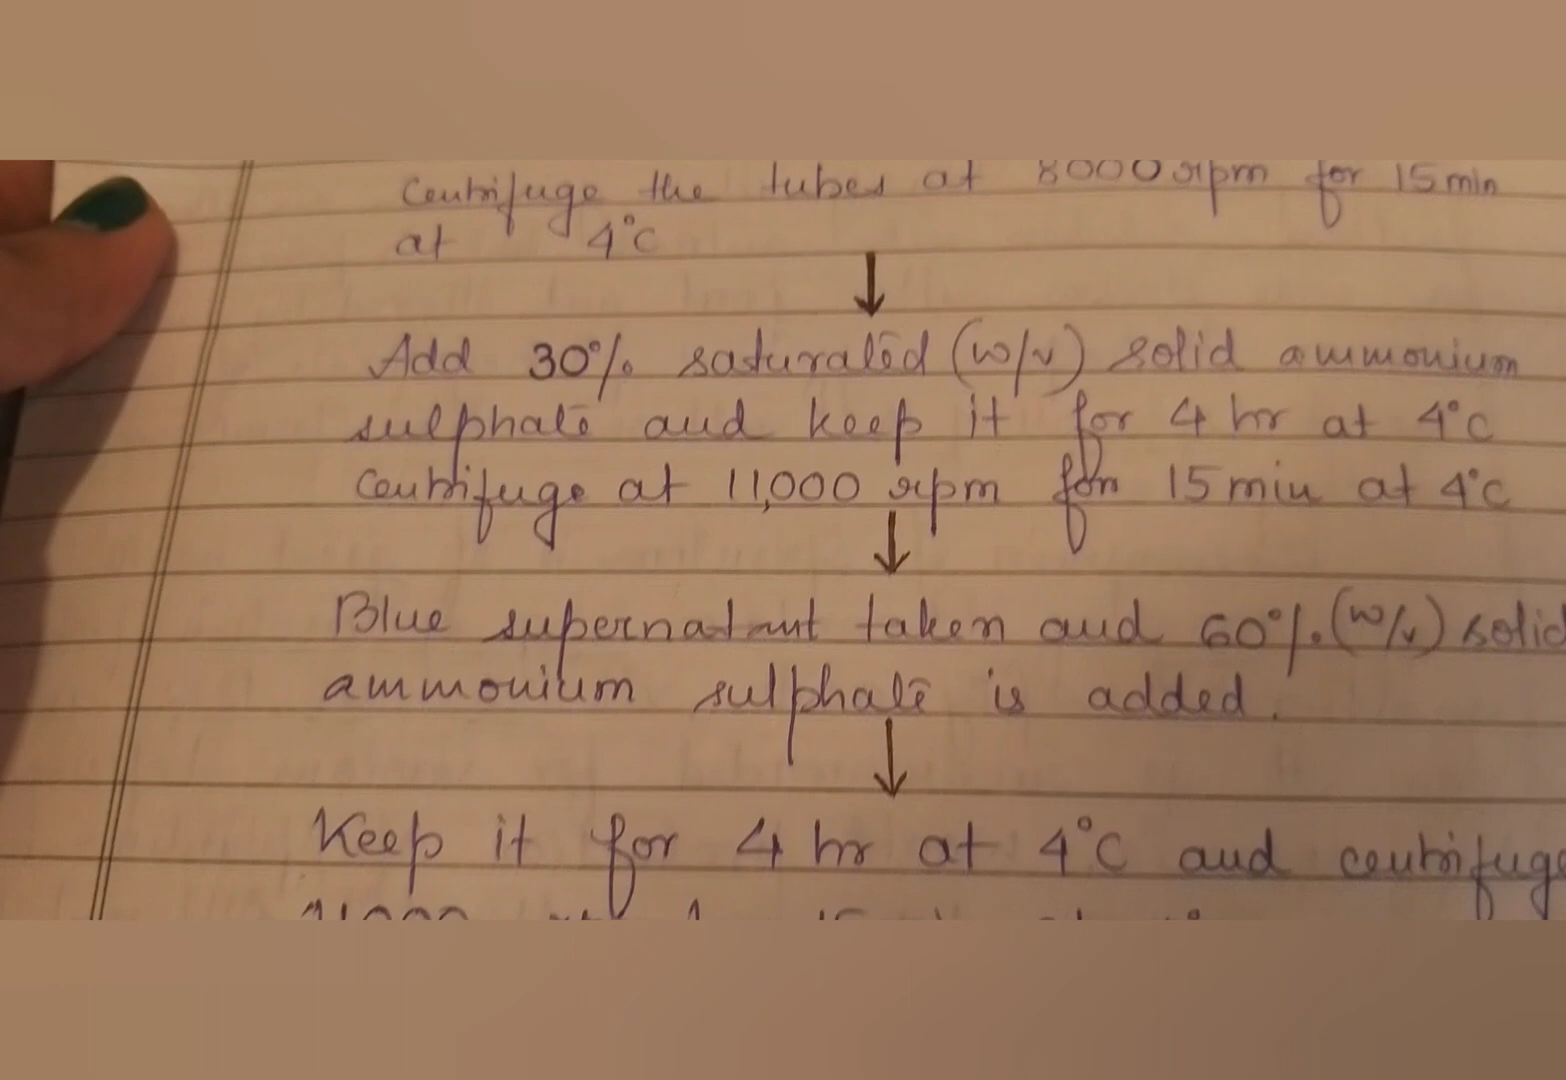 Centrifuge the tubes at 8000 rpm for 15 min
at 4°C
↓
Add 30% saturated (w/v) solid ammonium
sulphate and keep it for 4 hr at 4°C
Centrifuge at 11,000 rpm for 15 min at 4°C
↓
Blue supernatant taken and 60% (w/v) solid
ammonium sulphate is added.
↓
Keep it for 4 hr at 4°C and centrifuge